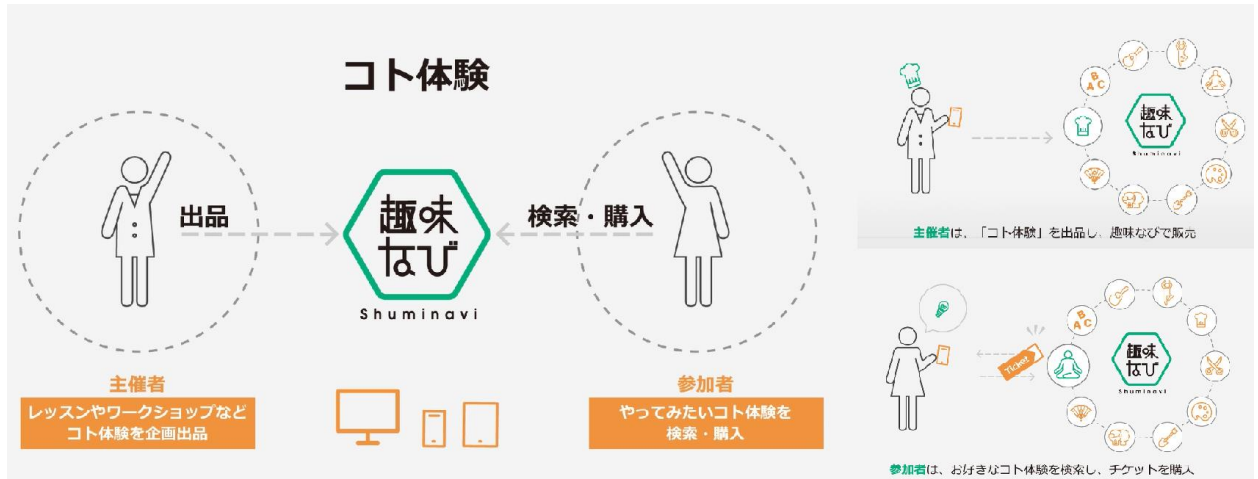 コト体験
出品
趣味
なび
Shuminavi
検索・購入
主催者
レッスンやワークショップなど
コト体験を企画出品
参加者
やってみたいコト体験を
検索・購入
B
A C
趣味
なび
Shuminavi
主催者は、「コト体験」を出品し、趣味なびで販売
B
A C
Ticket
趣味
なび
Shuminavi
参加者は、お好きなコト体験を検索し、チケットを購入